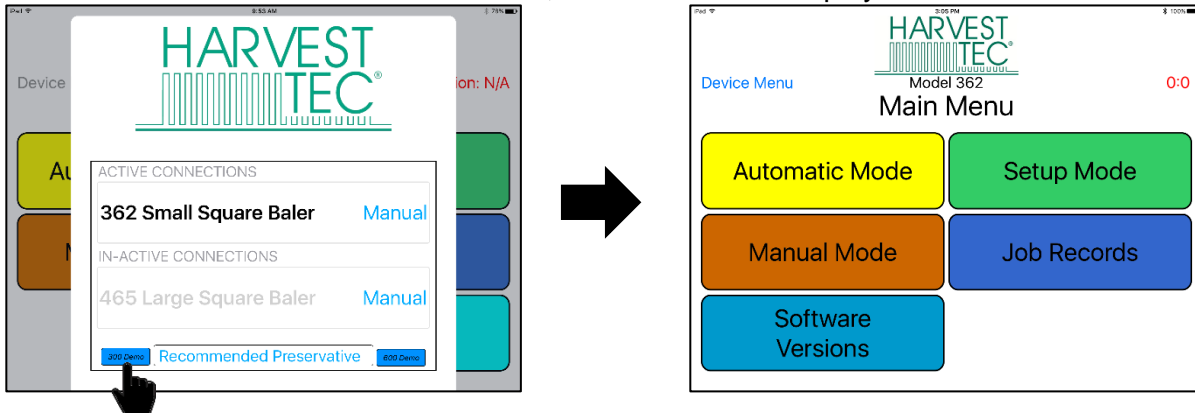 iPad
8:53 AM
76%
HARVEST
TEC®
Device
ion: N/A
Au
ACTIVE CONNECTIONS
362 Small Square Baler Manual
IN-ACTIVE CONNECTIONS
465 Large Square Baler Manual
300 Demo Recommended Preservative 600 Demo
iPad
3:05 PM
100%
HARVEST
TEC®
Model 362
Device Menu
0:0
Main Menu
Automatic Mode Setup Mode
Manual Mode Job Records
Software
Versions